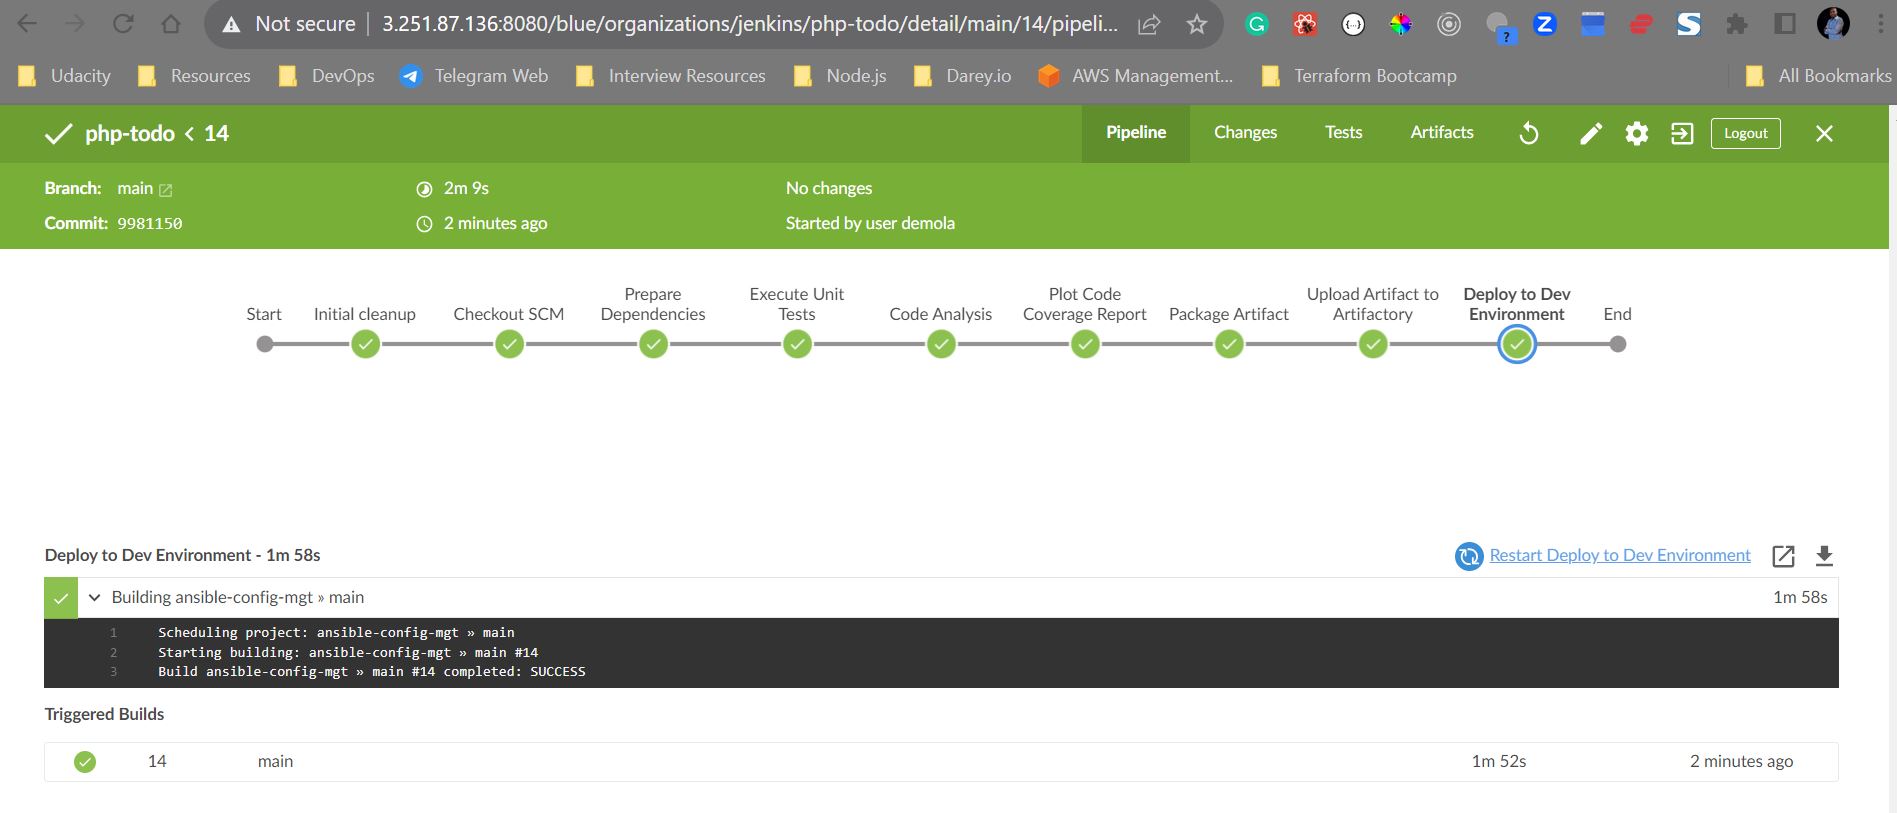 Not secure 3.251.87.136:8080/blue/organizations/jenkins/php-todo/detail/main/14/pipeli...
Udacity Resources DevOps Telegram Web Interview Resources Node.js Darey.io AWS Management... Terraform Bootcamp All Bookmarks
php-todo < 14 Pipeline Changes Tests Artifacts Logout
Branch: main 2m 9s No changes
Commit: 9981150 2 minutes ago Started by user demola
Start
Initial cleanup
Checkout SCM
Prepare
Dependencies
Execute Unit
Tests
Code Analysis
Plot Code
Coverage Report
Package Artifact
Upload Artifact to
Artifactory
Deploy to Dev
Environment
End
Deploy to Dev Environment - 1m 58s Restart Deploy to Dev Environment
Building ansible-config-mgt » main 1m 58s
1 Scheduling project: ansible-config-mgt » main
2 Starting building: ansible-config-mgt » main #14
3 Build ansible-config-mgt » main #14 completed: SUCCESS
Triggered Builds
14 main 1m 52s 2 minutes ago